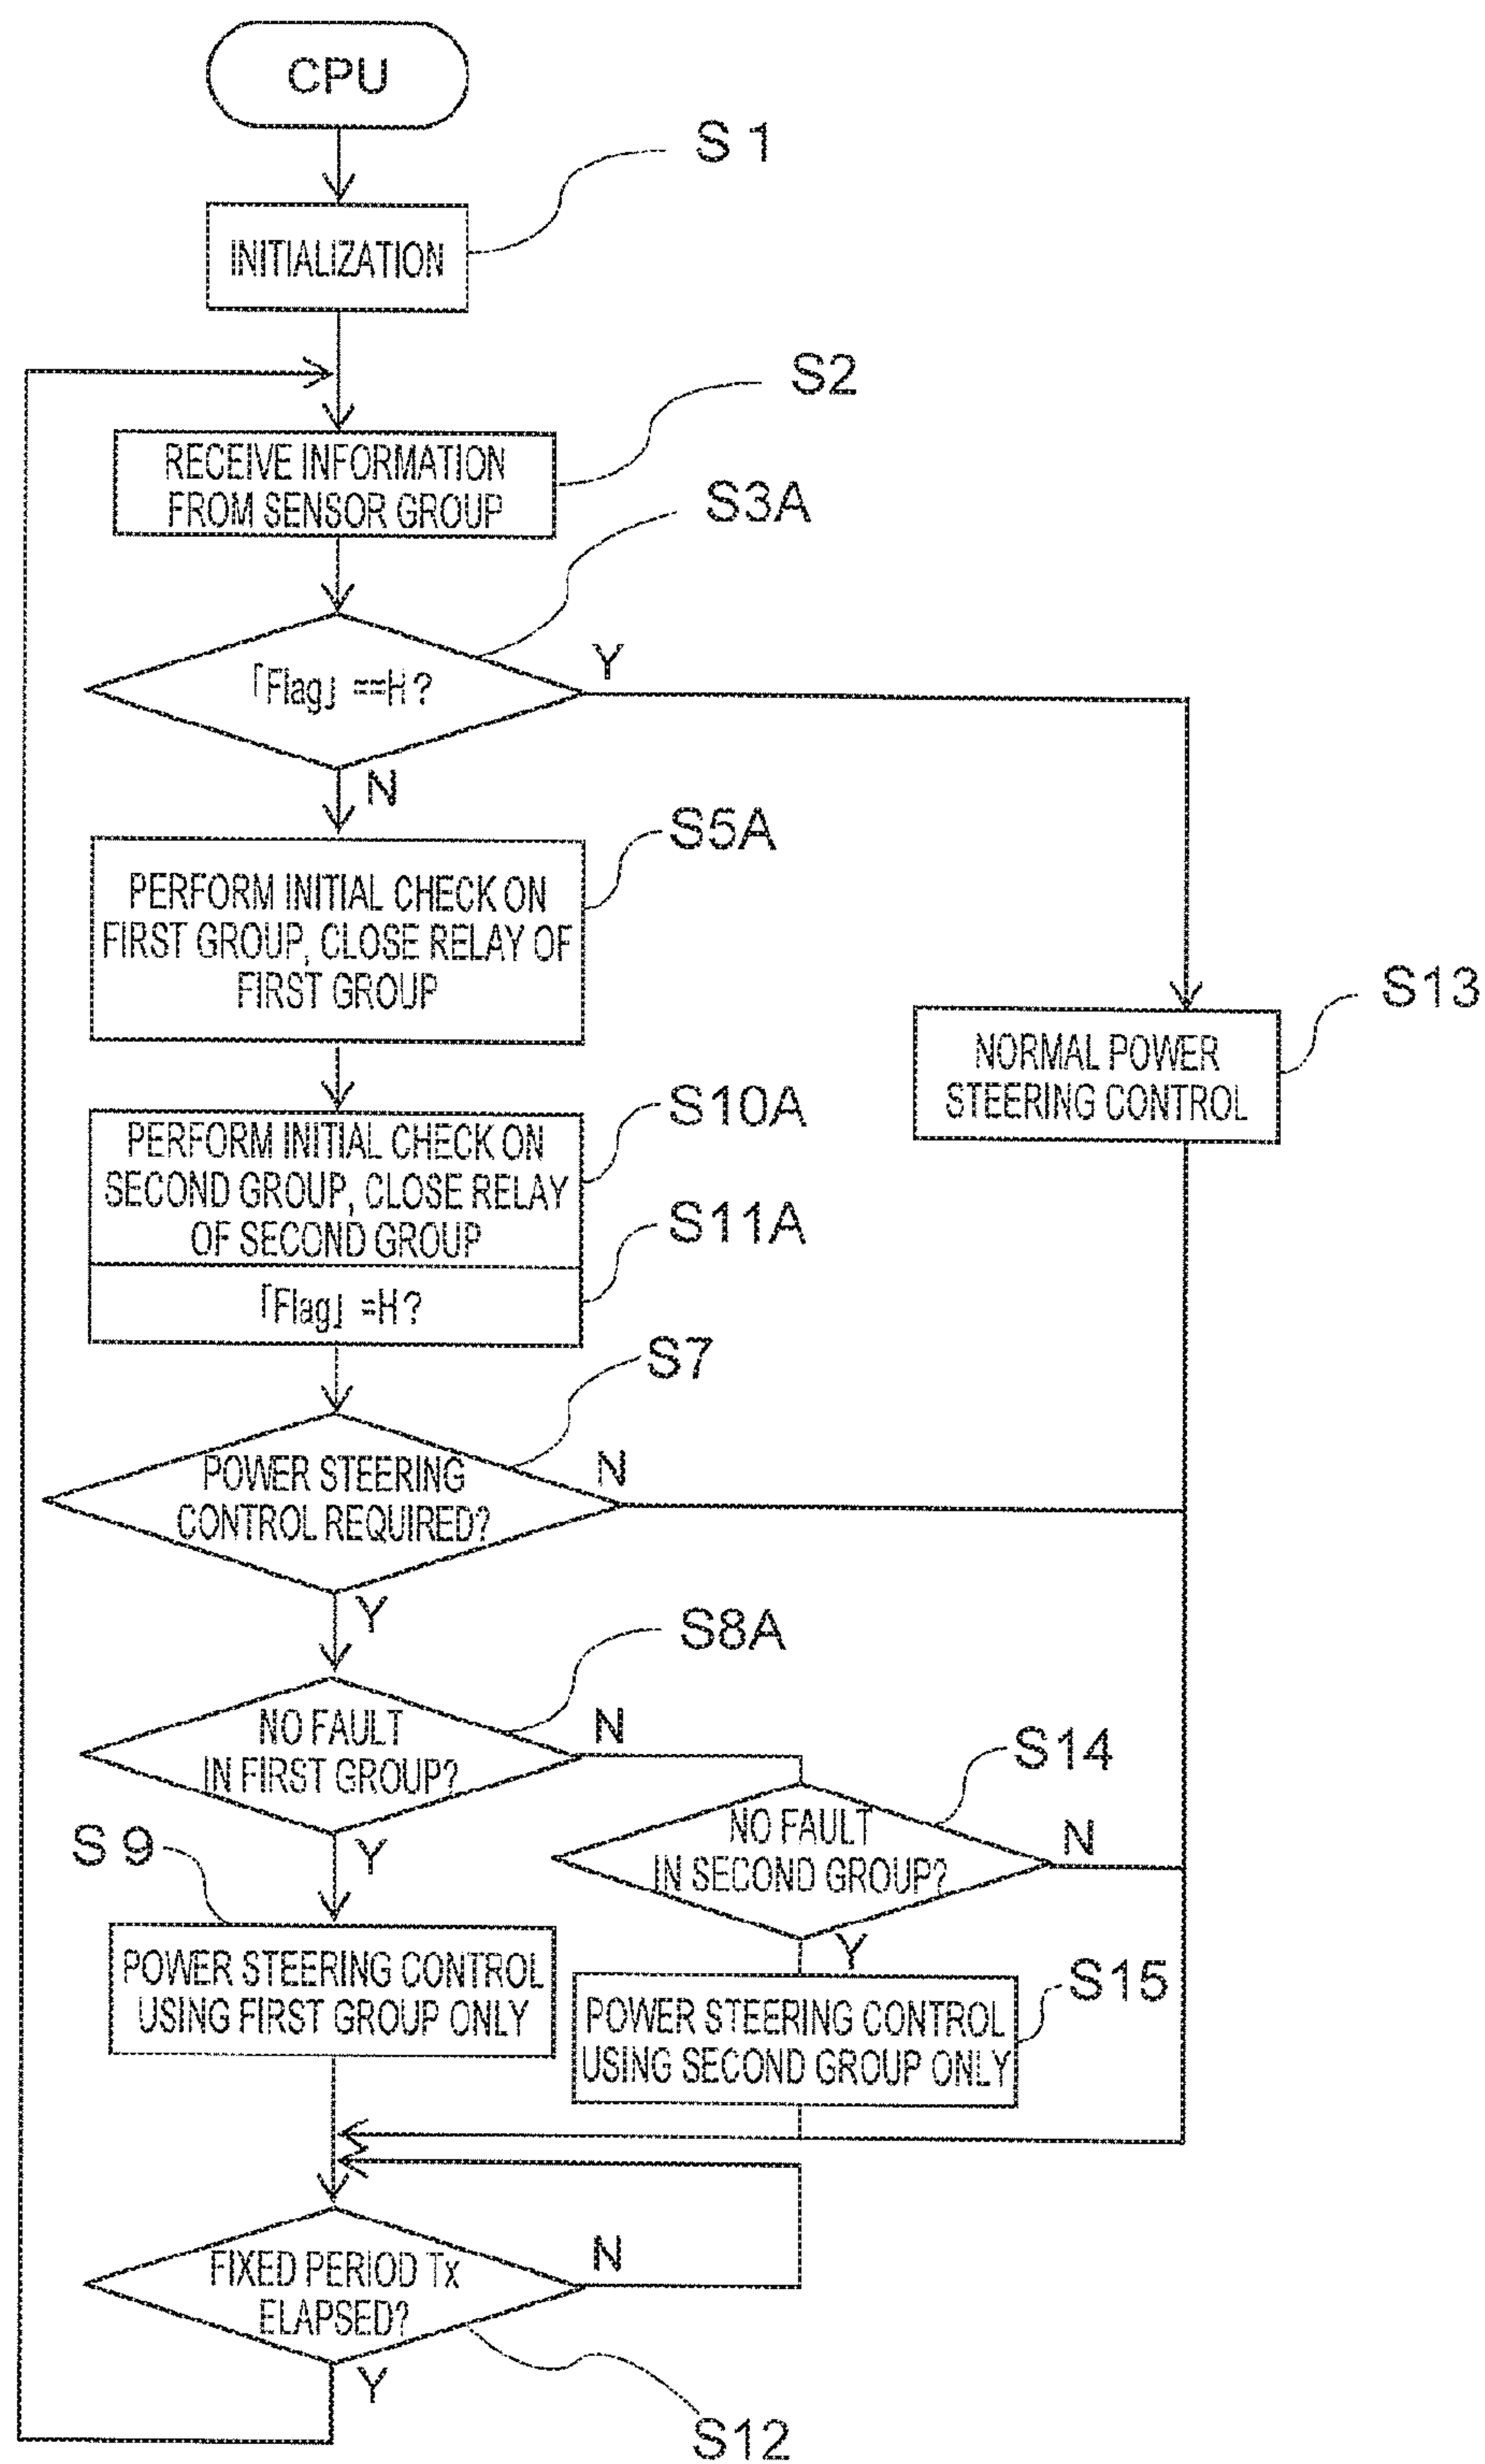 CPU
S 1
INITIALIZATION
S2
RECEIVE INFORMATION
FROM SENSOR GROUP
S3A
「Flag」==H?
Y
N
S5A
PERFORM INITIAL CHECK ON
FIRST GROUP, CLOSE RELAY OF
FIRST GROUP
S13
NORMAL POWER
STEERING CONTROL
S10A
PERFORM INITIAL CHECK ON
SECOND GROUP, CLOSE RELAY
OF SECOND GROUP
S11A
「Flag」=H?
S7
POWER STEERING
CONTROL REQUIRED?
N
Y
S8A
NO FAULT
IN FIRST GROUP?
N
Y
S14
NO FAULT
IN SECOND GROUP?
N
Y
S 9
POWER STEERING CONTROL
USING FIRST GROUP ONLY
S15
POWER STEERING CONTROL
USING SECOND GROUP ONLY
FIXED PERIOD Tx
ELAPSED?
N
Y
S12